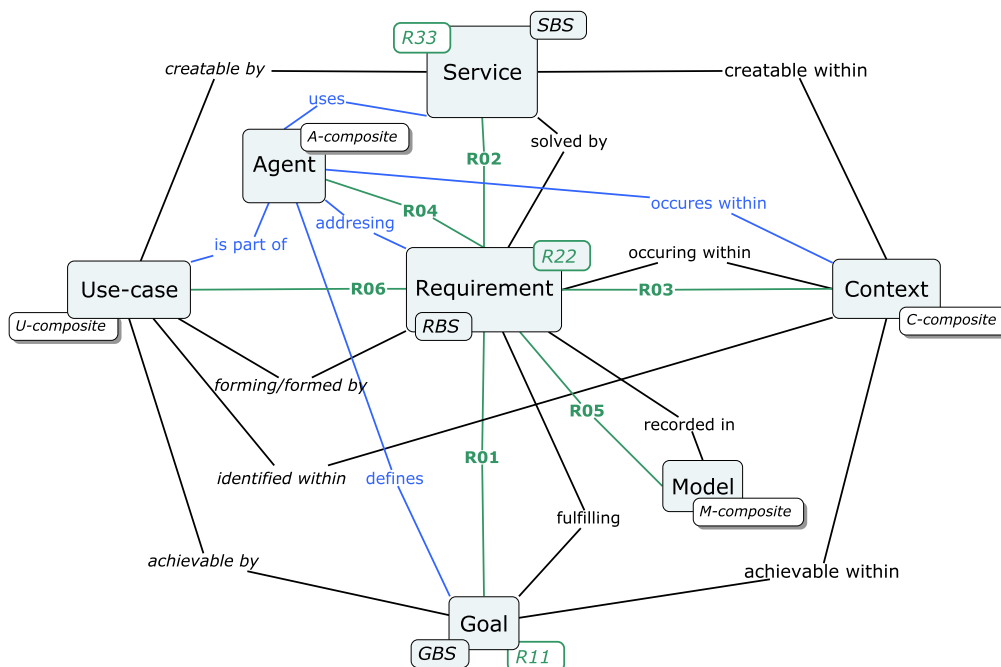 SBS
R33
Service
creatable by
creatable within
uses
A-composite
solved by
Agent
R02
R04
occures within
addresing
is part of
R22
occuring within
Use-case
R06
Requirement
R03
Context
U-composite
RBS
C-composite
forming/formed by
R05
recorded in
R01
identified within
defines
Model
M-composite
fulfilling
achievable by
achievable within
Goal
GBS
R11